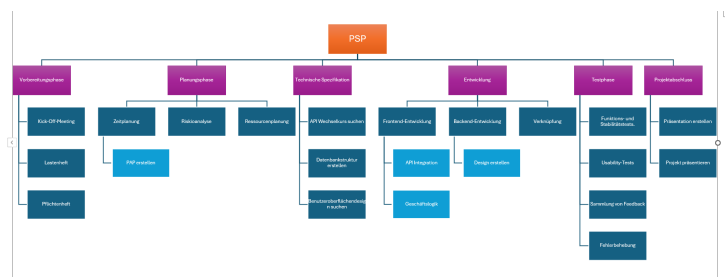 PSP
Vorbereitungsphase
Planungsphase
Technische Spezifikation
Entwicklung
Testphase
Projektabschluss
Kick-Off-Meeting
Zeitplanung
Risikoanalyse
Ressourcenplanung
API Wechselkurs suchen
Frontend-Entwicklung
Backend-Entwicklung
Verknüpfung
Funktions- und
Stabilitätstests.
Präsentation erstellen
Lastenheft
PAP erstellen
Datenbankstruktur
erstellen
API Integration
Design erstellen
Usability-Tests
Projekt präsentieren
Pflichtenheft
Benutzeroberflächendesig
n suchen
Geschäftslogik
Sammlung von Feedback
Fehlerbehebung